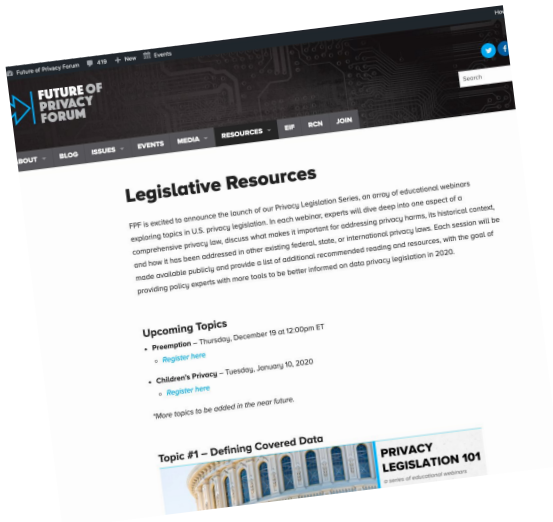 How
Future of Privacy Forum 419 + New Events
FUTURE OF
PRIVACY
FORUM
Search
BOUT BLOG ISSUES EVENTS MEDIA RESOURCES EIF RCN JOIN
Legislative Resources
FPF is excited to announce the launch of our Privacy Legislation Series, an array of educational webinars
exploring topics in U.S. privacy legislation. In each webinar, experts will dive deep into one aspect of a
comprehensive privacy law, discuss what makes it important for addressing privacy harms, its historical context,
and how it has been addressed in other existing federal, state, or international privacy laws. Each session will be
made available publicly and provide a list of additional recommended reading and resources, with the goal of
providing policy experts with more tools to be better informed on data privacy legislation in 2020.
Upcoming Topics
• Preemption – Thursday, December 19 at 12:00pm ET
Register here
• Children's Privacy – Tuesday, January 10, 2020
Register here
*More topics to be added in the near future.
Topic #1 – Defining Covered Data
PRIVACY
LEGISLATION 101
a series of educational webinars